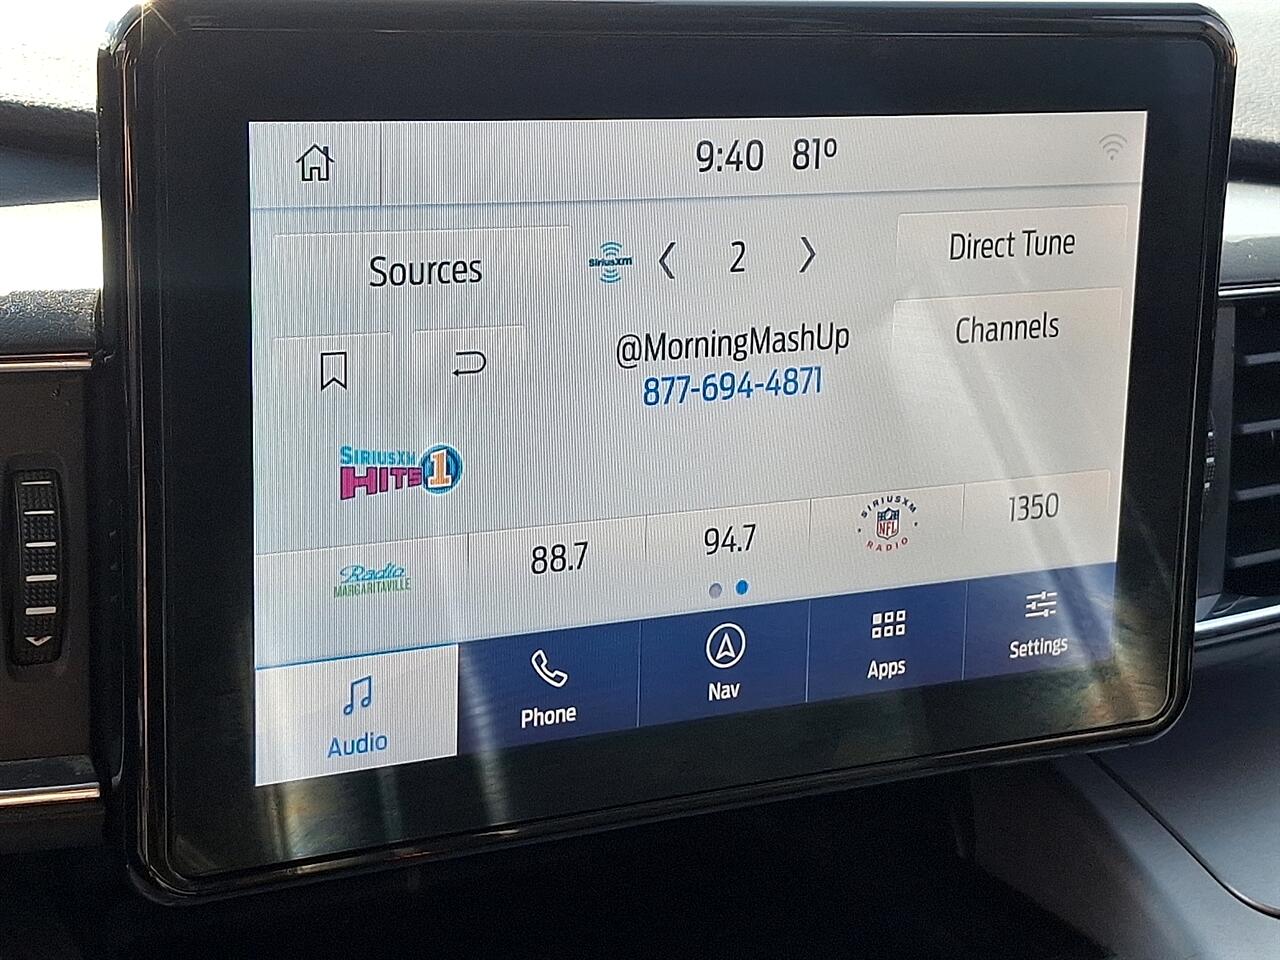 9:40 81°
Sources
SiriusXm
2
Direct Tune
@MorningMashUp
877-694-4871
Channels
SIRIUSXM
HITS 1
Radio
MARGARITAVILLE
88.7
94.7
SIRIUSXM
NFL
RADIO
1350
Audio
Phone
Nav
Apps
Settings